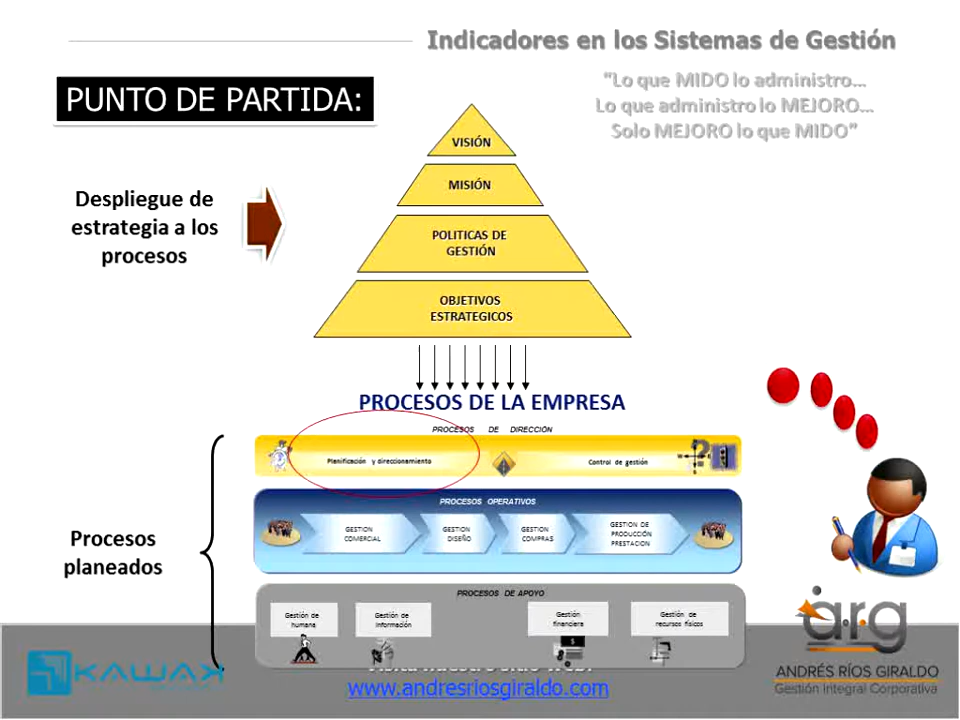 Indicadores en los Sistemas de Gestión
"Lo que MIDO lo administro...
Lo que administro lo MEJORO...
Solo MEJORO lo que MIDO"
PUNTO DE PARTIDA:
VISIÓN
MISIÓN
POLITICAS DE
GESTIÓN
OBJETIVOS
ESTRATEGICOS
Despliegue de
estrategia a los
procesos
PROCESOS DE LA EMPRESA
PROCESOS DE DIRECCIÓN
Planificación y direccionamiento
Control de gestión
PROCESOS OPERATIVOS
GESTION
COMERCIAL
GESTION
DISEÑO
GESTION
COMPRAS
GESTION DE
PRODUCCIÓN
PRESTACION
Procesos
planeados
PROCESOS DE APOYO
Gestión de
humana
Gestión de
información
Gestión
financiera
Gestión de
recursos físicos
www.andresriosgiraldo.com
KAWAK
a.r.g
ANDRÉS RÍOS GIRALDO
Gestión Integral Corporativa